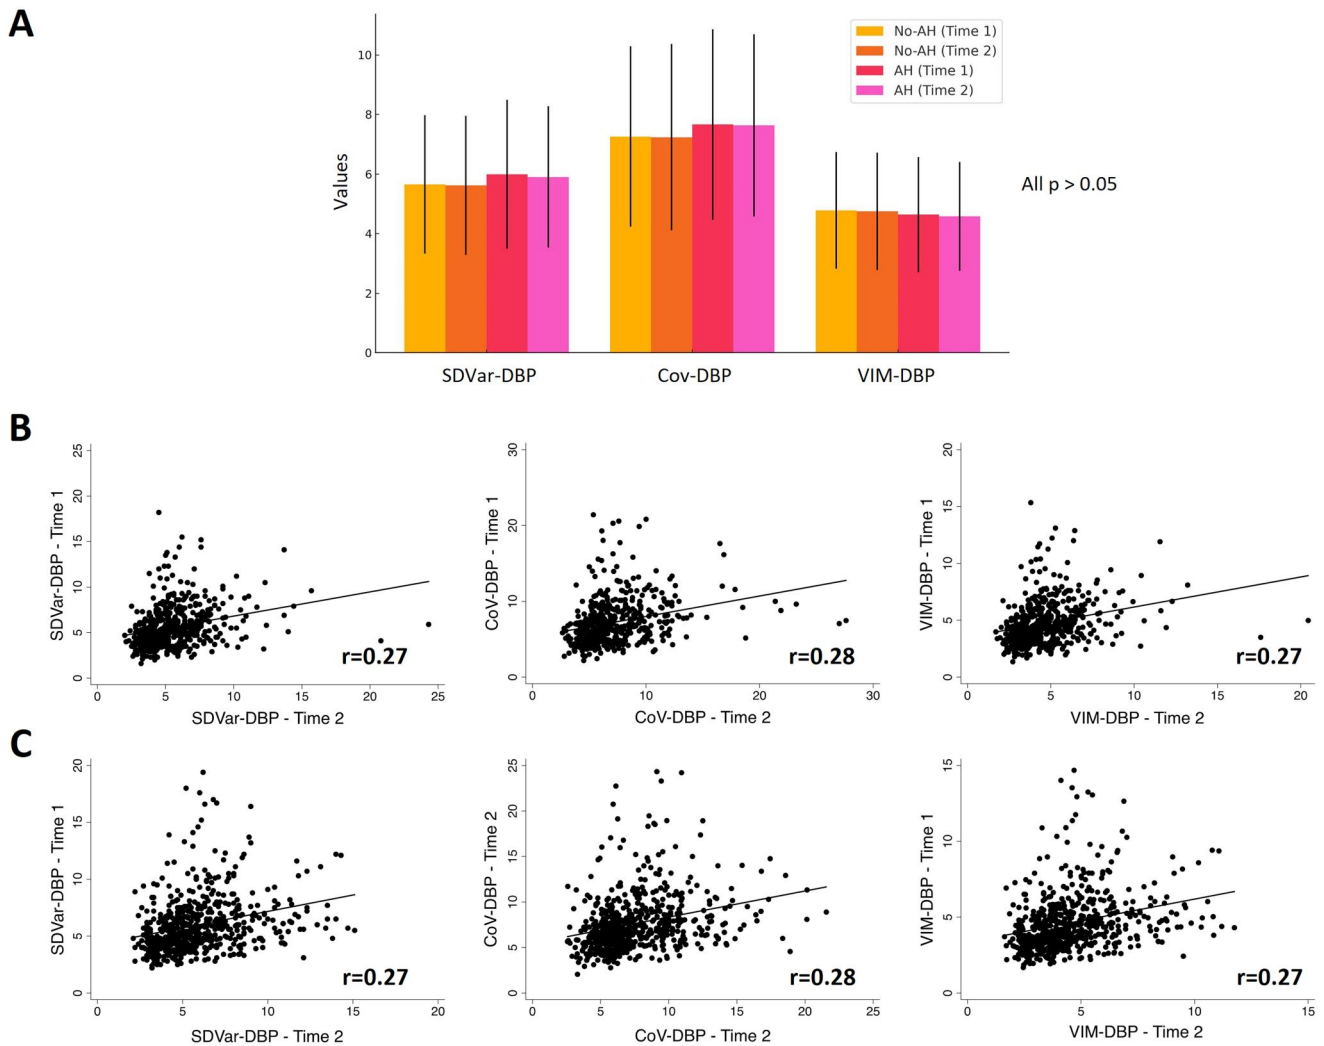 A
No-AH (Time 1)
No-AH (Time 2)
AH (Time 1)
AH (Time 2)
10
8
6
4
2
0
Values
All p > 0.05
SDVar-DBP
Cov-DBP
VIM-DBP
B
25
20
15
10
5
0
SDVar-DBP - Time 1
r=0.27
0 5 10 15 20 25
SDVar-DBP - Time 2
30
20
10
0
CoV-DBP - Time 1
r=0.28
0 10 20 30
CoV-DBP - Time 2
20
15
10
5
0
VIM-DBP - Time 1
r=0.27
0 5 10 15 20
VIM-DBP - Time 2
C
20
15
10
5
0
SDVar-DBP - Time 1
r=0.27
0 5 10 15 20
SDVar-DBP - Time 2
25
20
15
10
5
0
CoV-DBP - Time 2
r=0.28
0 5 10 15 20 25
CoV-DBP - Time 2
15
10
5
0
VIM-DBP - Time 1
r=0.27
0 5 10 15
VIM-DBP - Time 2